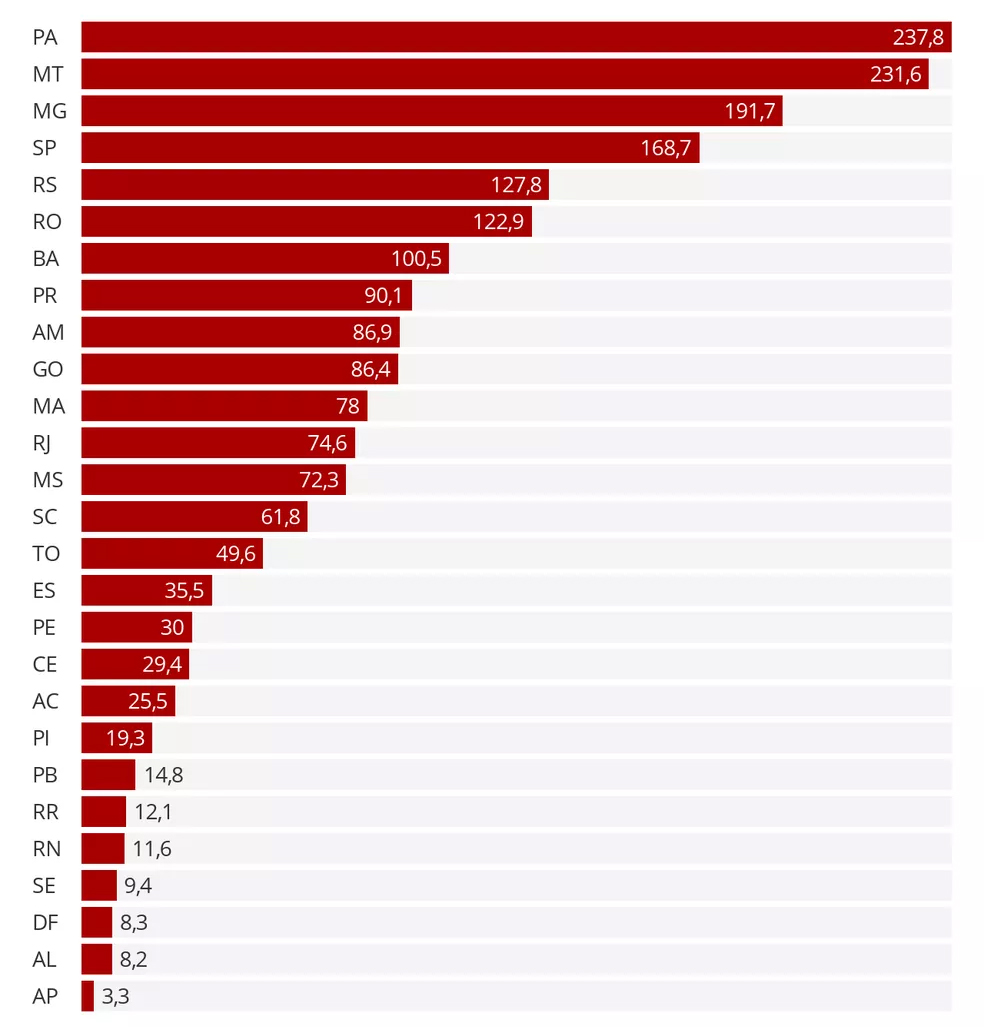 PA 237,8
MT 231,6
MG 191,7
SP 168,7
RS 127,8
RO 122,9
BA 100,5
PR 90,1
AM 86,9
GO 86,4
MA 78
RJ 74,6
MS 72,3
SC 61,8
TO 49,6
ES 35,5
PE 30
CE 29,4
AC 25,5
PI 19,3
PB 14,8
RR 12,1
RN 11,6
SE 9,4
DF 8,3
AL 8,2
AP 3,3